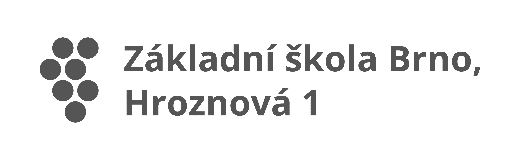 Základní škola Brno,
Hroznová 1